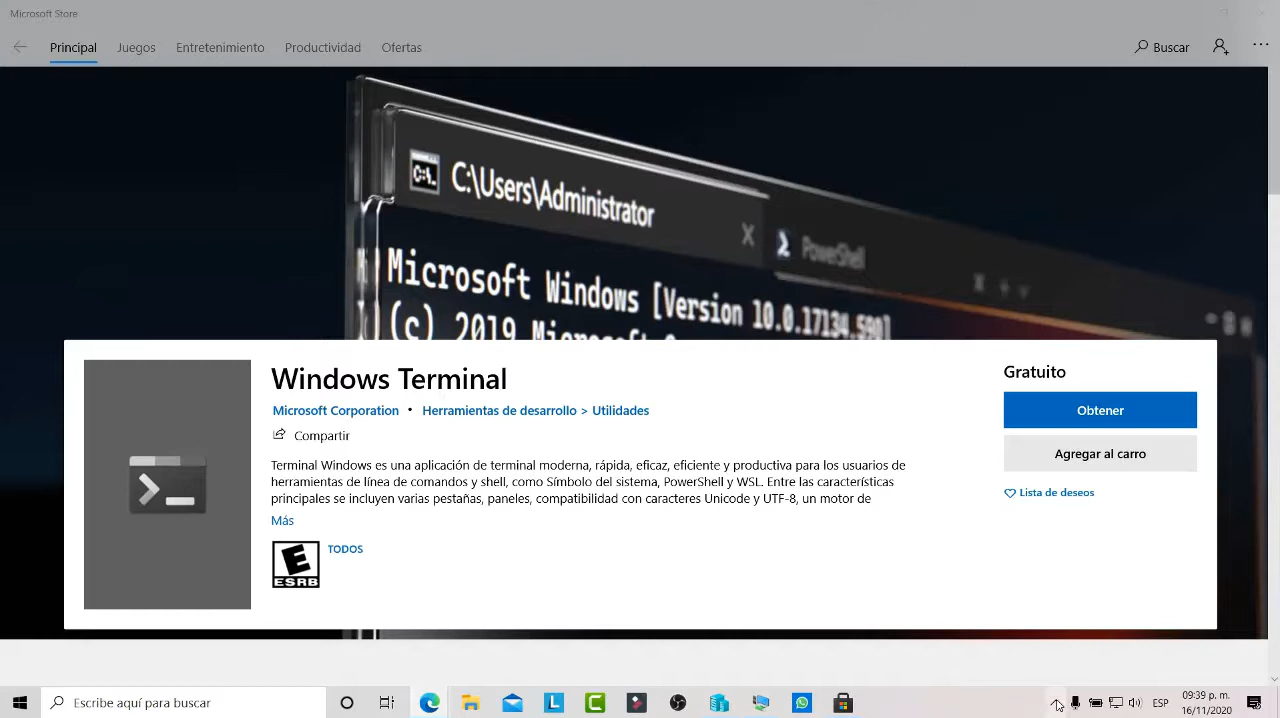 Microsoft Store
Principal Juegos Entretenimiento Productividad Ofertas Buscar
C:\Users\Administrator
PowerShell
Microsoft Windows [Version 10.0.17134.590]
(c) 2019 Microsoft
Windows Terminal
Microsoft Corporation • Herramientas de desarrollo > Utilidades
Compartir
Terminal Windows es una aplicación de terminal moderna, rápida, eficaz, eficiente y productiva para los usuarios de
herramientas de línea de comandos y shell, como Símbolo del sistema, PowerShell y WSL. Entre las características
principales se incluyen varias pestañas, paneles, compatibilidad con caracteres Unicode y UTF-8, un motor de
Más
E
ESRB
TODOS
Gratuito
Obtener
Agregar al carro
Lista de deseos
Escribe aquí para buscar
ESP
09:39 p. m.
16/11/2020